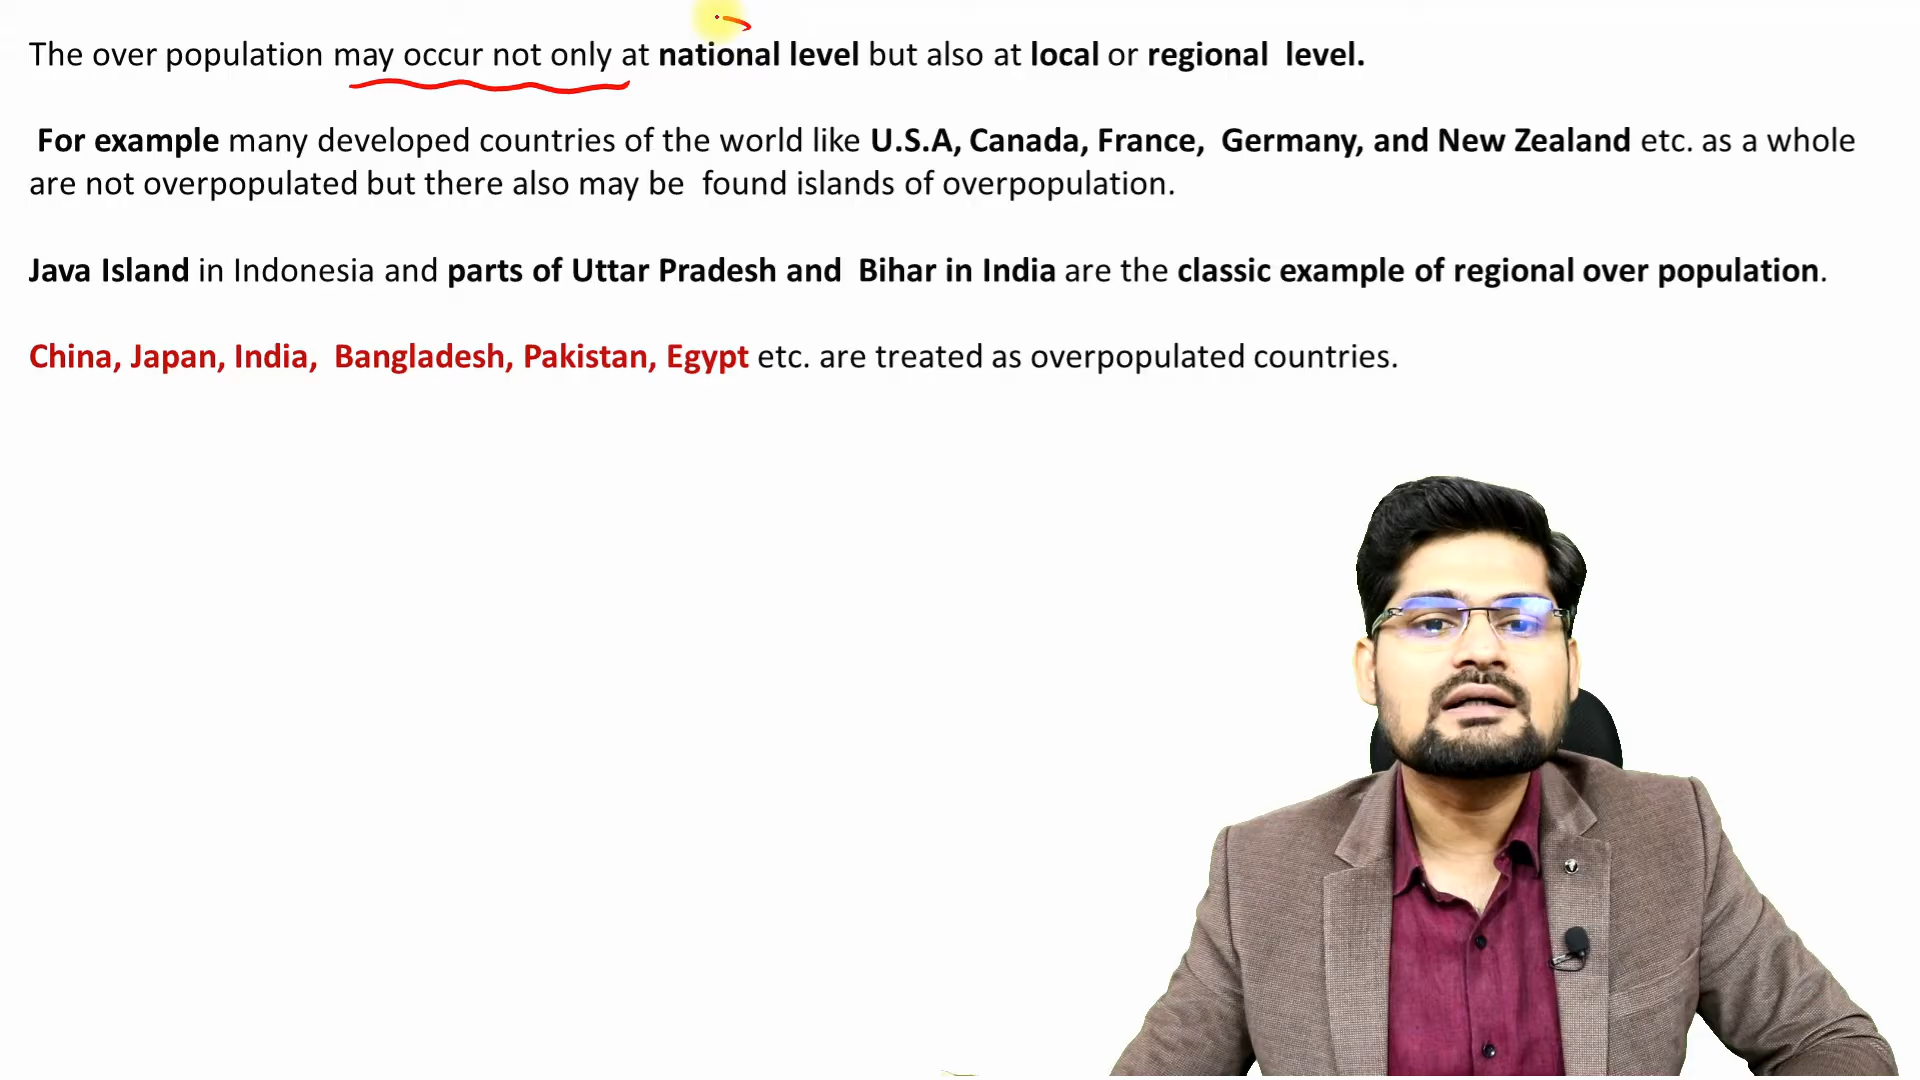 The over population may occur not only at national level but also at local or regional level.
For example many developed countries of the world like U.S.A, Canada, France, Germany, and New Zealand etc. as a whole
are not overpopulated but there also may be found islands of overpopulation.
Java Island in Indonesia and parts of Uttar Pradesh and Bihar in India are the classic example of regional over population.
China, Japan, India, Bangladesh, Pakistan, Egypt etc. are treated as overpopulated countries.